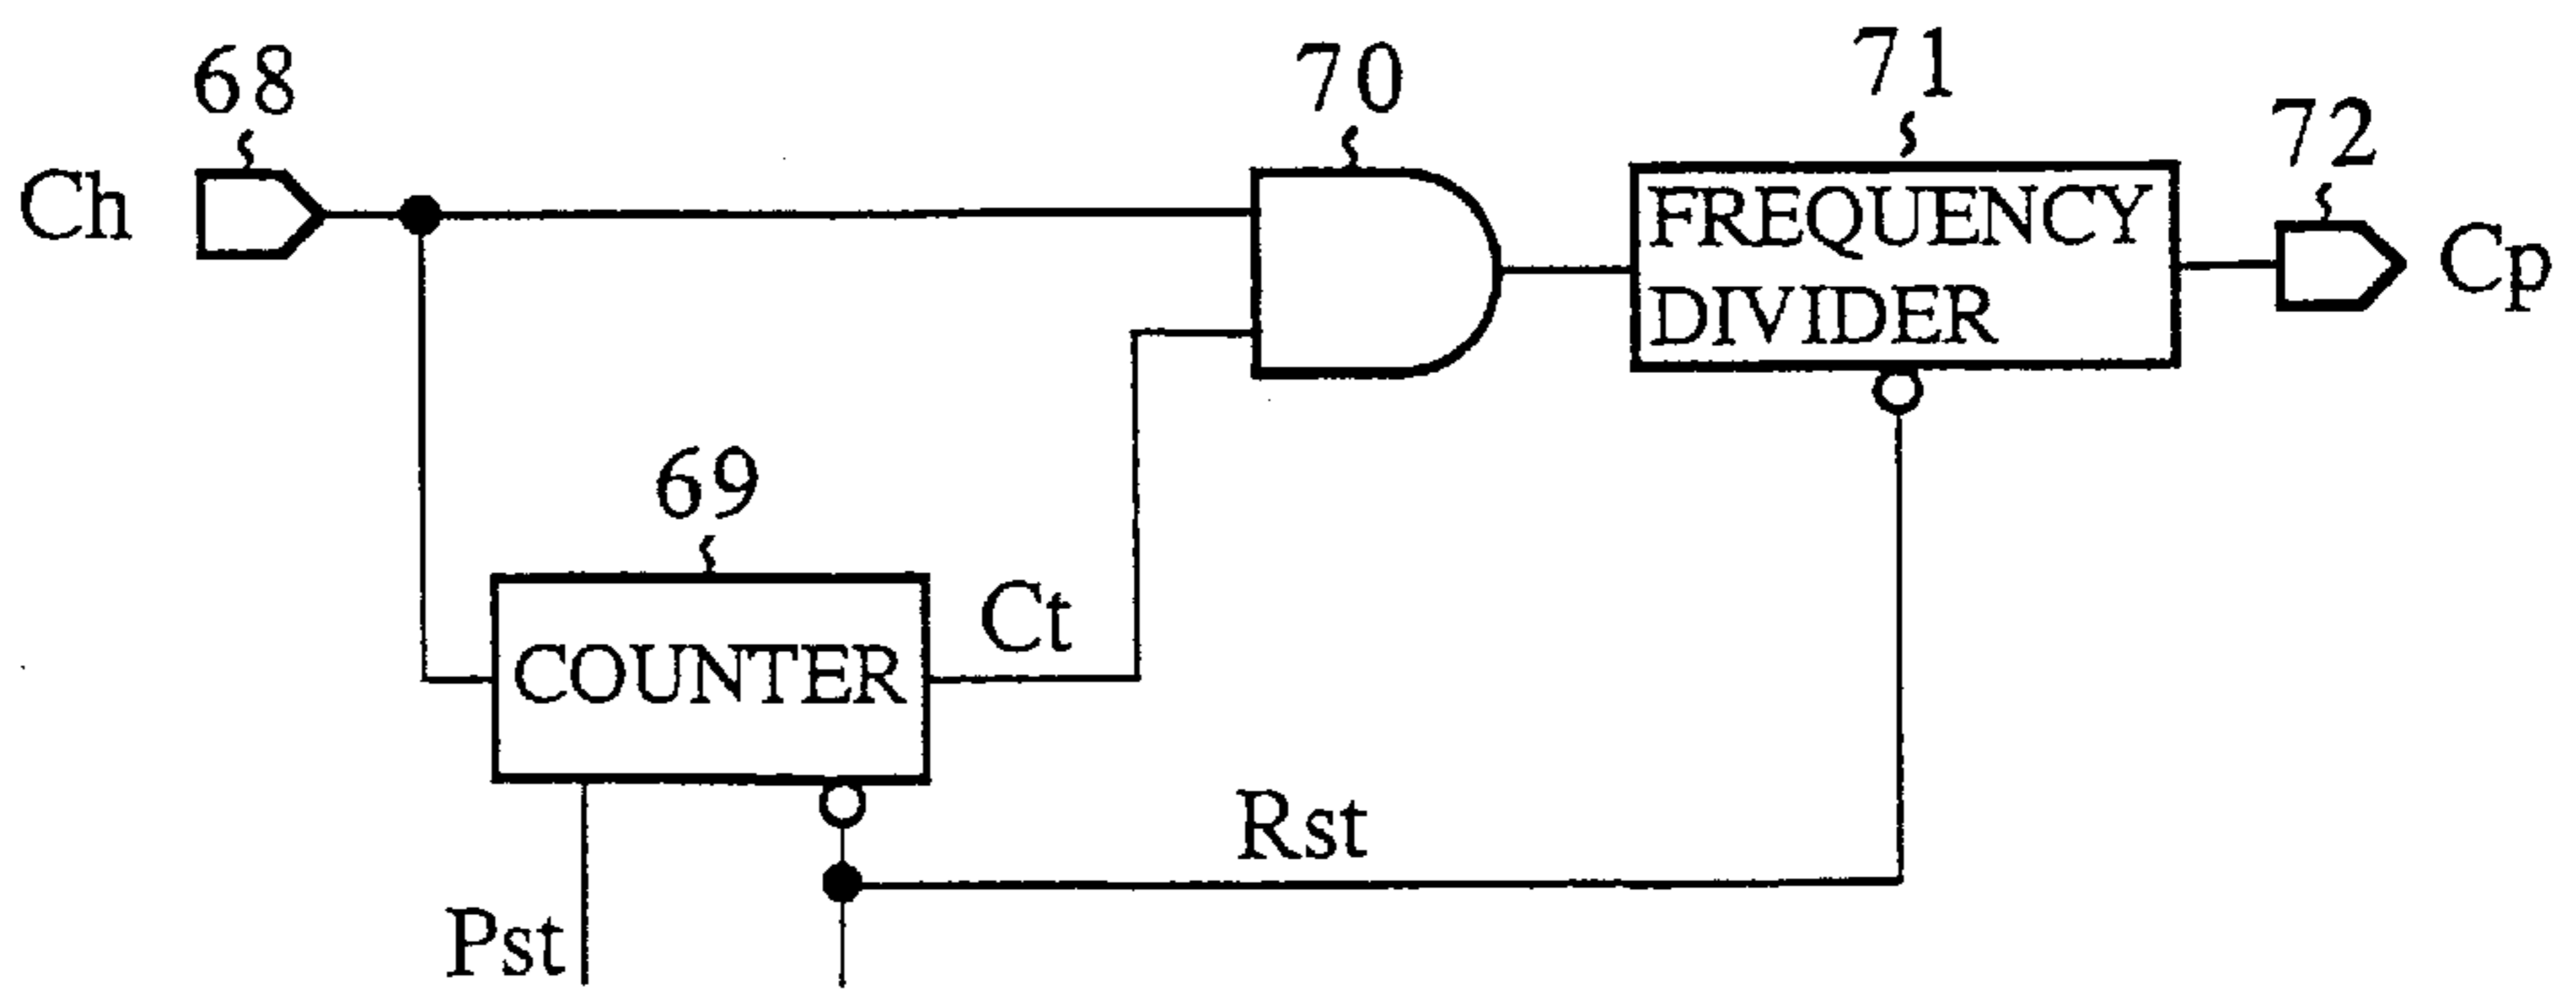 68
70
71
72
Ch
FREQUENCY
DIVIDER
Cp
69
COUNTER
Ct
Rst
Pst